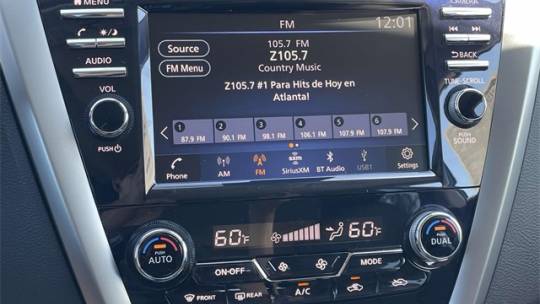 MENU
FM
12:01
CAMERA
AUDIO
VOL
PUSH
Source
FM Menu
105.7 FM
Z105.7
Country Music
Z105.7 #1 Para Hits de Hoy en
Atlanta!
1 2 3 4 5 6
87.9 FM 90.1 FM 98.1 FM 106.1 FM 107.9 FM 107.9 FM
Phone AM FM SiriusXM BT Audio USB1 Settings
BACK
TUNE·SCROLL
PUSH
SOUND
60°F 60°F
AUTO
DUAL
ON·OFF
MODE
FRONT REAR A/C